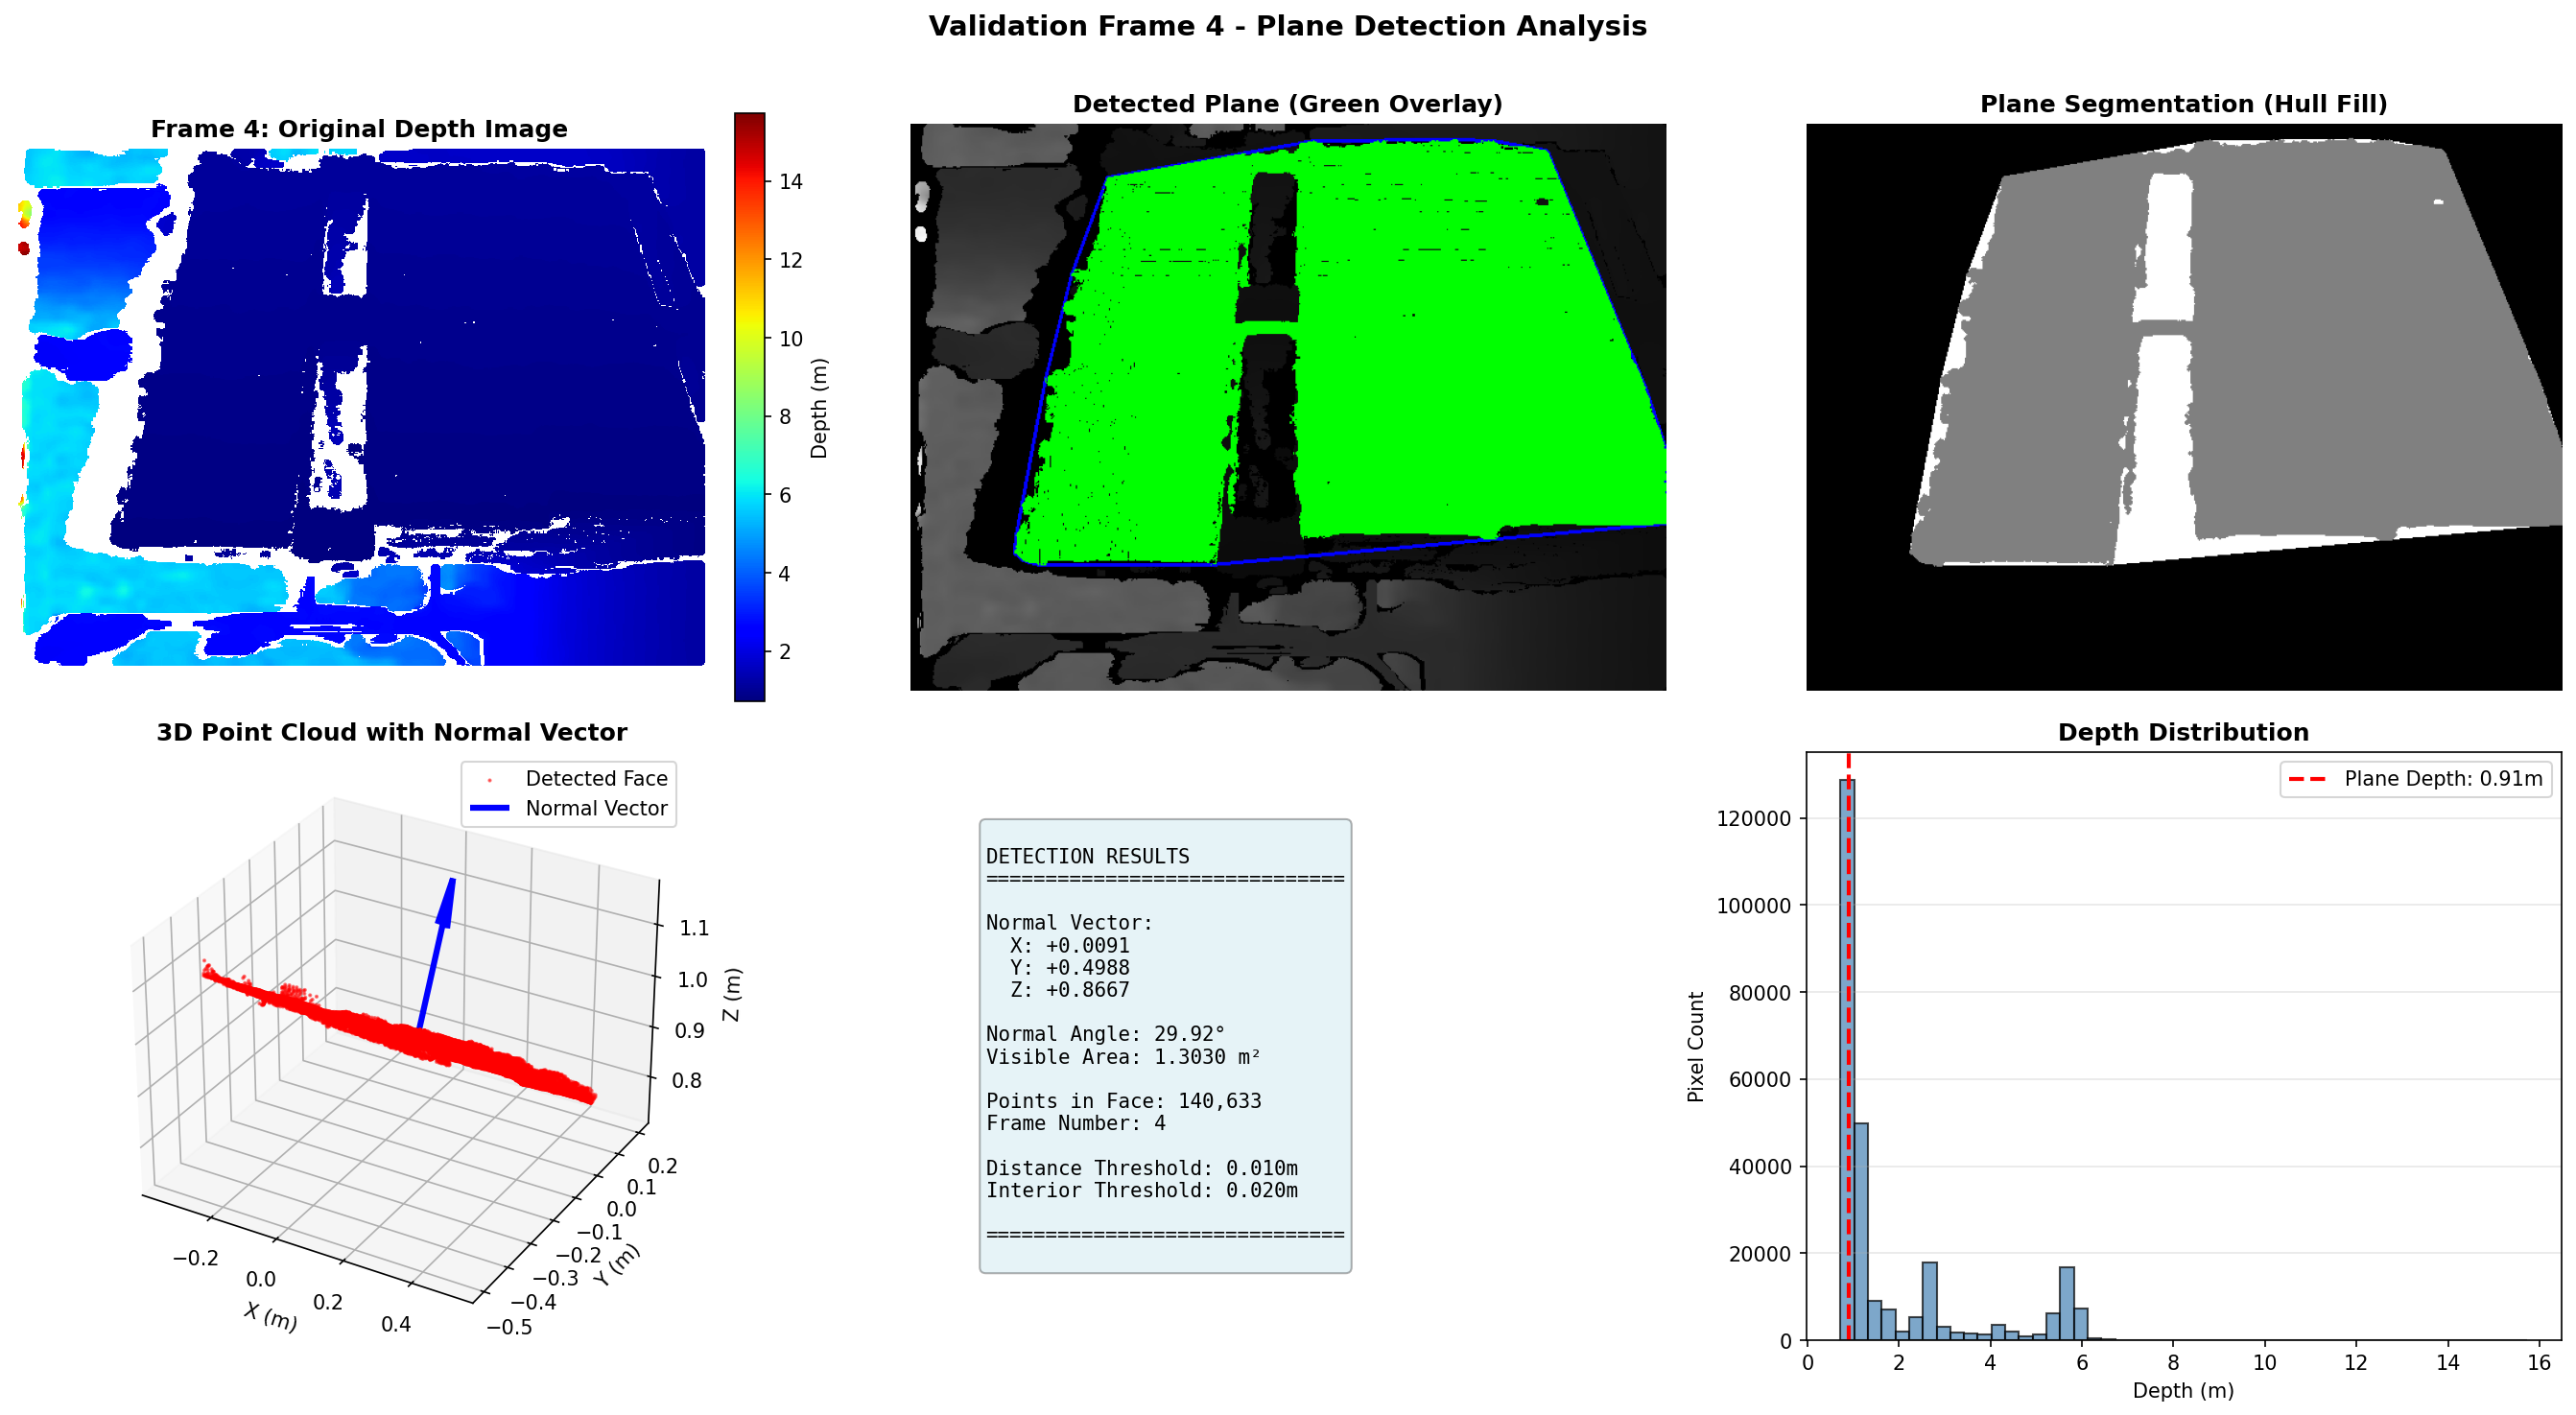 Validation Frame 4 - Plane Detection Analysis
Frame 4: Original Depth Image
14
12
10
8
6
4
2
Depth (m)
Detected Plane (Green Overlay)
Plane Segmentation (Hull Fill)
3D Point Cloud with Normal Vector
Detected Face
Normal Vector
1.1
1.0
0.9
0.8
Z (m)
0.2
0.1
0.0
−0.1
−0.2
−0.3
−0.4
−0.5
Y (m)
−0.2
0.0
0.2
0.4
X (m)
DETECTION RESULTS
==============================
Normal Vector:
X: +0.0091
Y: +0.4988
Z: +0.8667
Normal Angle: 29.92°
Visible Area: 1.3030 m²
Points in Face: 140,633
Frame Number: 4
Distance Threshold: 0.010m
Interior Threshold: 0.020m
==============================
Depth Distribution
Plane Depth: 0.91m
120000
100000
80000
60000
40000
20000
0
Pixel Count
0 2 4 6 8 10 12 14 16
Depth (m)